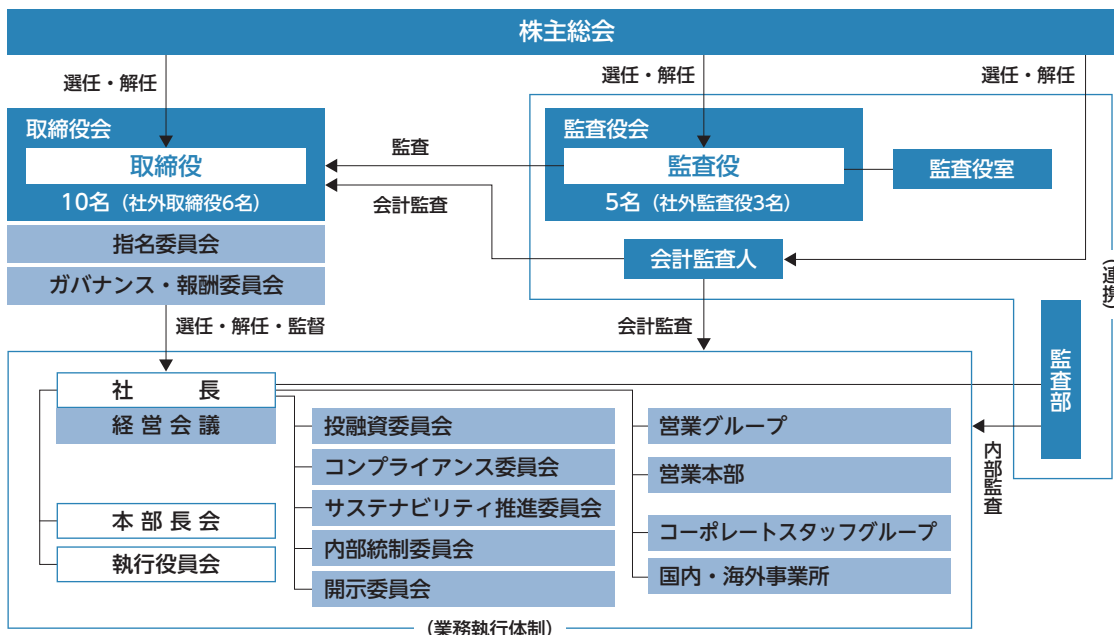 株主総会
選任・解任
選任・解任
選任・解任
取締役会
取締役
10名（社外取締役6名）
指名委員会
ガバナンス・報酬委員会
監査
会計監査
監査役会
監査役
5名（社外監査役3名）
監査役室
会計監査人
（連携）
選任・解任・監督
会計監査
監査部
内部監査
社長
経営会議
本部長会
執行役員会
投融資委員会
コンプライアンス委員会
サステナビリティ推進委員会
内部統制委員会
開示委員会
営業グループ
営業本部
コーポレートスタッフグループ
国内・海外事業所
（業務執行体制）